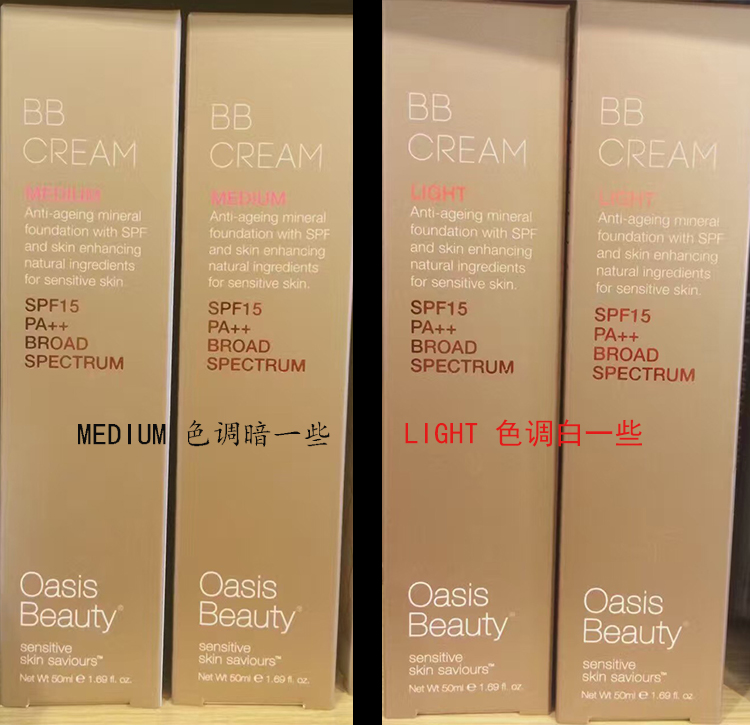 BB
CREAM
MEDIUM
Anti-ageing mineral
foundation with SPF
and skin enhancing
natural ingredients
for sensitive skin.
SPF15
PA++
BROAD
SPECTRUM
Oasis
Beauty®
sensitive
skin saviours™
Net Wt 50ml ℮ 1.69 fl. oz.
BB
CREAM
MEDIUM
Anti-ageing mineral
foundation with SPF
and skin enhancing
natural ingredients
for sensitive skin.
SPF15
PA++
BROAD
SPECTRUM
Oasis
Beauty®
sensitive
skin saviours™
Net Wt 50ml ℮ 1.69 fl. oz.
MEDIUM 色调暗一些
BB
CREAM
LIGHT
Anti-ageing mineral
foundation with SPF
and skin enhancing
natural ingredients
for sensitive skin.
SPF15
PA++
BROAD
SPECTRUM
Oasis
Beauty®
sensitive
skin saviours™
Net Wt 50ml ℮ 1.69 fl. oz.
BB
CREAM
LIGHT
Anti-ageing mineral
foundation with SPF
and skin enhancing
natural ingredients
for sensitive skin.
SPF15
PA++
BROAD
SPECTRUM
Oasis
Beauty®
sensitive
skin saviours™
Net Wt 50ml ℮ 1.69 fl. oz.
LIGHT 色调白一些